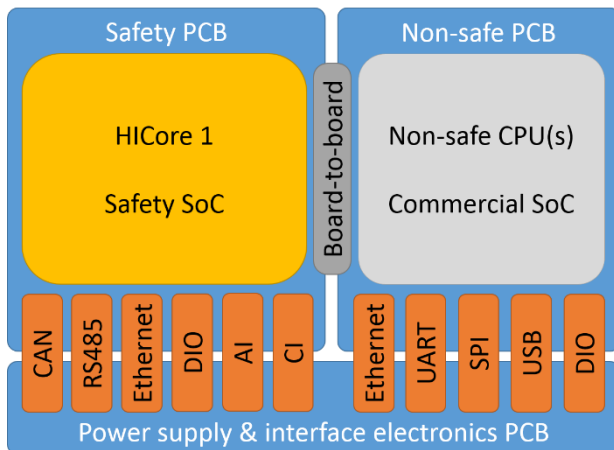 Safety PCB
Non-safe PCB
HICore 1
Safety SoC
Board-to-board
Non-safe CPU(s)
Commercial SoC
CAN
RS485
Ethernet
DIO
AI
CI
Ethernet
UART
SPI
USB
DIO
Power supply & interface electronics PCB